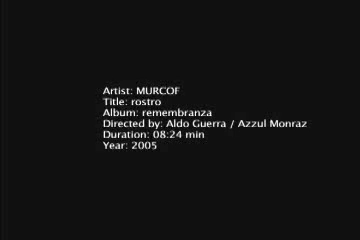 Artist: MURCOF
Title: rostro
Album: remembranza
Directed by: Aldo Guerra / Azzul Monraz
Duration: 08:24 min
Year: 2005